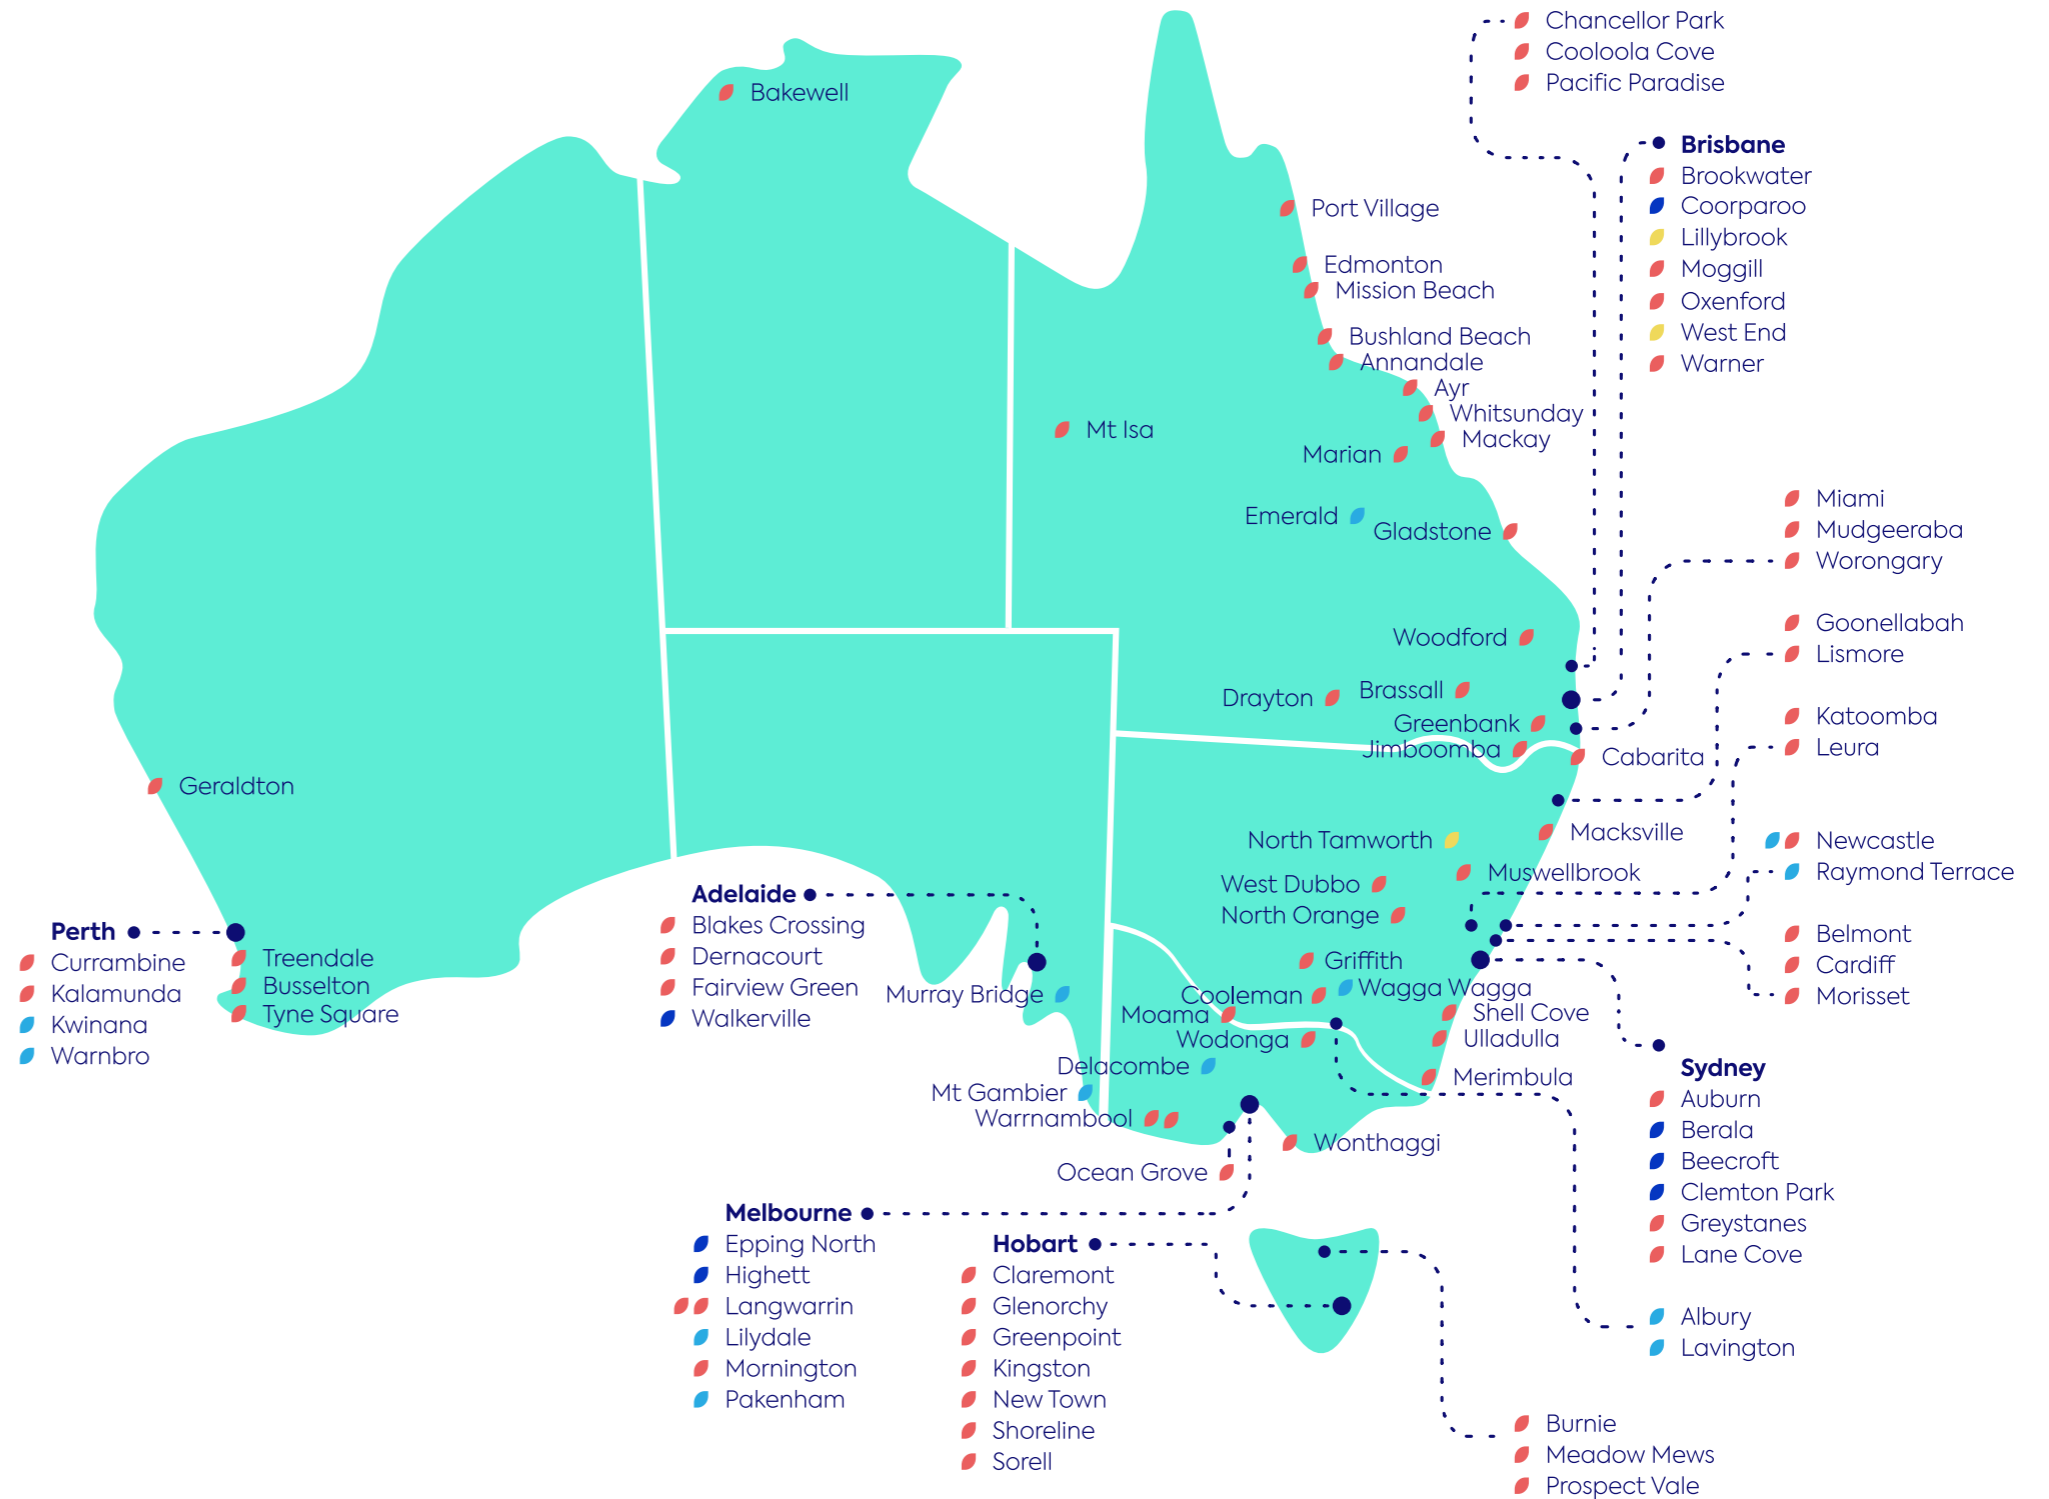 Chancellor Park
Cooloola Cove
Pacific Paradise
Bakewell
Brisbane
Brookwater
Coorparoo
Lillybrook
Moggill
Oxenford
West End
Warner
Port Village
Edmonton
Mission Beach
Bushland Beach
Annandale
Ayr
Whitsunday
Mackay
Mt Isa
Marian
Emerald
Gladstone
Miami
Mudgeeraba
Worongary
Goonellabah
Lismore
Katoomba
Leura
Woodford
Drayton
Brassall
Greenbank
Jimboomba
Cabarita
Geraldton
North Tamworth
Macksville
Newcastle
Raymond Terrace
Muswellbrook
West Dubbo
North Orange
Belmont
Cardiff
Morisset
Perth
Currambine
Kalamunda
Kwinana
Warnbro
Treendale
Busselton
Tyne Square
Adelaide
Blakes Crossing
Dernacourt
Fairview Green
Walkerville
Murray Bridge
Griffith
Cooleman
Wagga Wagga
Moama
Shell Cove
Wodonga
Ulladulla
Delacombe
Merimbula
Mt Gambier
Warrnambool
Wonthaggi
Ocean Grove
Sydney
Auburn
Berala
Beecroft
Clemton Park
Greystanes
Lane Cove
Albury
Lavington
Melbourne
Epping North
Highett
Langwarrin
Lilydale
Mornington
Pakenham
Hobart
Claremont
Glenorchy
Greenpoint
Kingston
New Town
Shoreline
Sorell
Burnie
Meadow Mews
Prospect Vale